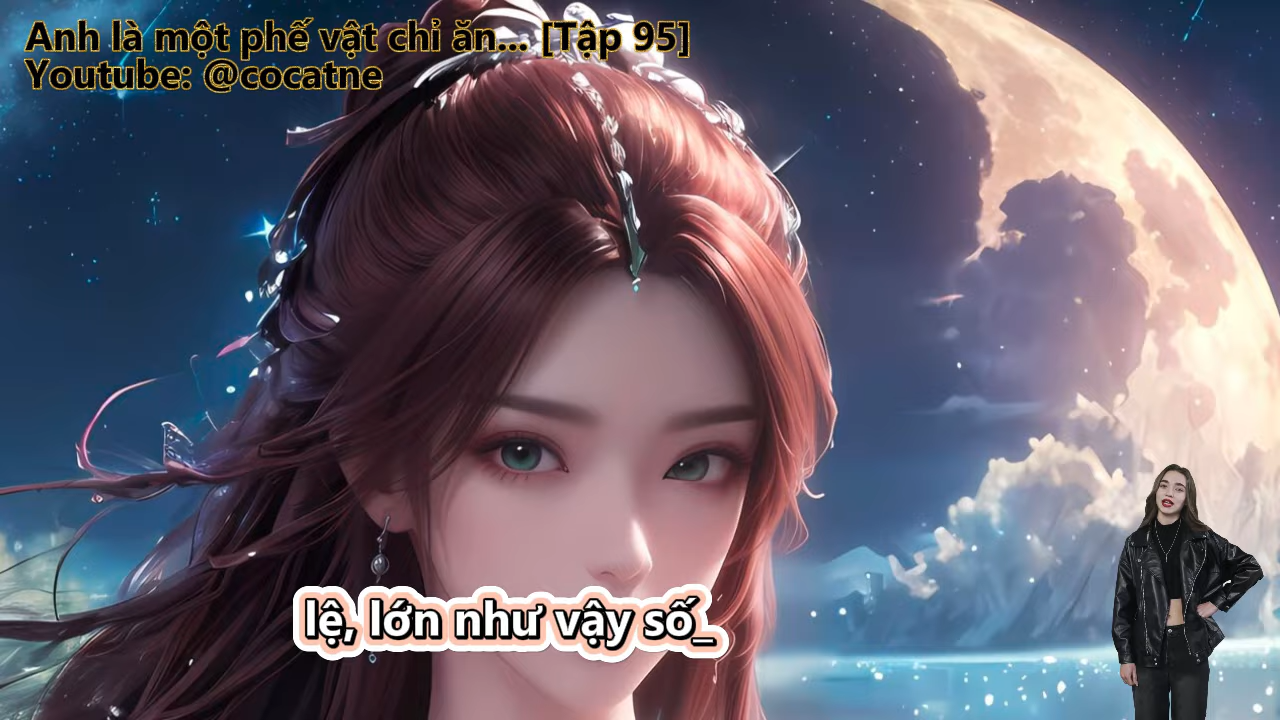 Anh là một phế vật chỉ ăn... [Tập 95]
Youtube: @cocatne
lệ, lớn như vậy số_